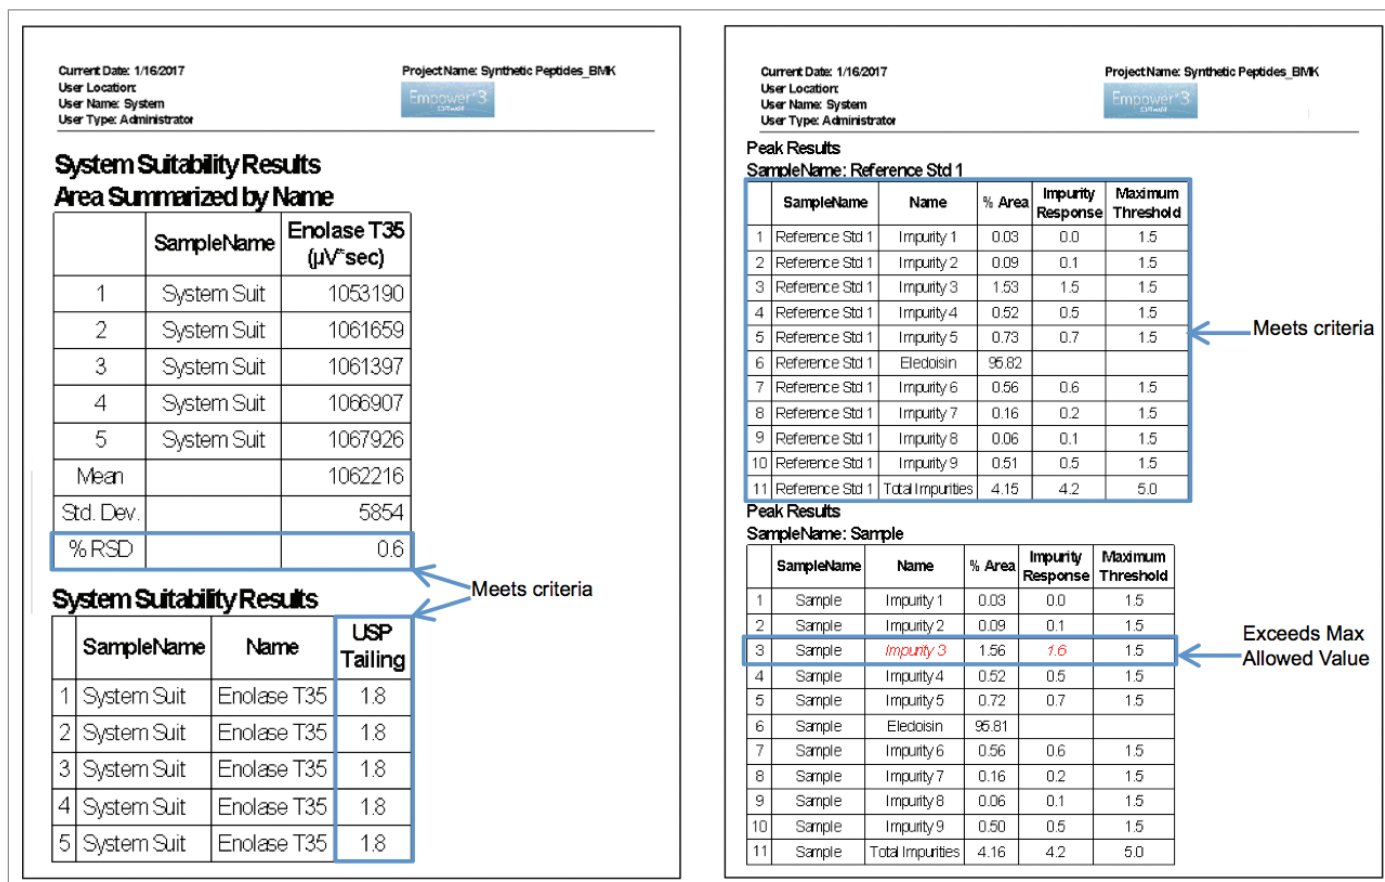 Current Date: 1/16/2017 Project Name: Synthetic Peptides_BMK
User Location:
User Name: System
User Type: Administrator
Empower™3
SOFTWARE
System Suitability Results
Area Summarized by Name
SampleName Enolase T35 (µV*sec)
1 System Suit 1053190
2 System Suit 1061659
3 System Suit 1061397
4 System Suit 1066907
5 System Suit 1067926
Mean 1062216
Std. Dev. 5854
% RSD 0.6
Meets criteria
System Suitability Results
SampleName Name USP Tailing
1 System Suit Enolase T35 1.8
2 System Suit Enolase T35 1.8
3 System Suit Enolase T35 1.8
4 System Suit Enolase T35 1.8
5 System Suit Enolase T35 1.8
Current Date: 1/16/2017 Project Name: Synthetic Peptides_BMK
User Location:
User Name: System
User Type: Administrator
Empower™3
SOFTWARE
Peak Results
SampleName: Reference Std 1
SampleName Name % Area Impurity Response Maximum Threshold
1 Reference Std 1 Impurity 1 0.03 0.0 1.5
2 Reference Std 1 Impurity 2 0.09 0.1 1.5
3 Reference Std 1 Impurity 3 1.53 1.5 1.5
4 Reference Std 1 Impurity 4 0.52 0.5 1.5
5 Reference Std 1 Impurity 5 0.73 0.7 1.5
6 Reference Std 1 Eledoisin 95.82
7 Reference Std 1 Impurity 6 0.56 0.6 1.5
8 Reference Std 1 Impurity 7 0.16 0.2 1.5
9 Reference Std 1 Impurity 8 0.06 0.1 1.5
10 Reference Std 1 Impurity 9 0.51 0.5 1.5
11 Reference Std 1 Total Impurities 4.15 4.2 5.0
Meets criteria
Peak Results
SampleName: Sample
SampleName Name % Area Impurity Response Maximum Threshold
1 Sample Impurity 1 0.03 0.0 1.5
2 Sample Impurity 2 0.09 0.1 1.5
3 Sample Impurity 3 1.56 1.6 1.5
4 Sample Impurity 4 0.52 0.5 1.5
5 Sample Impurity 5 0.72 0.7 1.5
6 Sample Eledoisin 95.81
7 Sample Impurity 6 0.56 0.6 1.5
8 Sample Impurity 7 0.16 0.2 1.5
9 Sample Impurity 8 0.06 0.1 1.5
10 Sample Impurity 9 0.50 0.5 1.5
11 Sample Total Impurities 4.16 4.2 5.0
Exceeds Max
Allowed Value